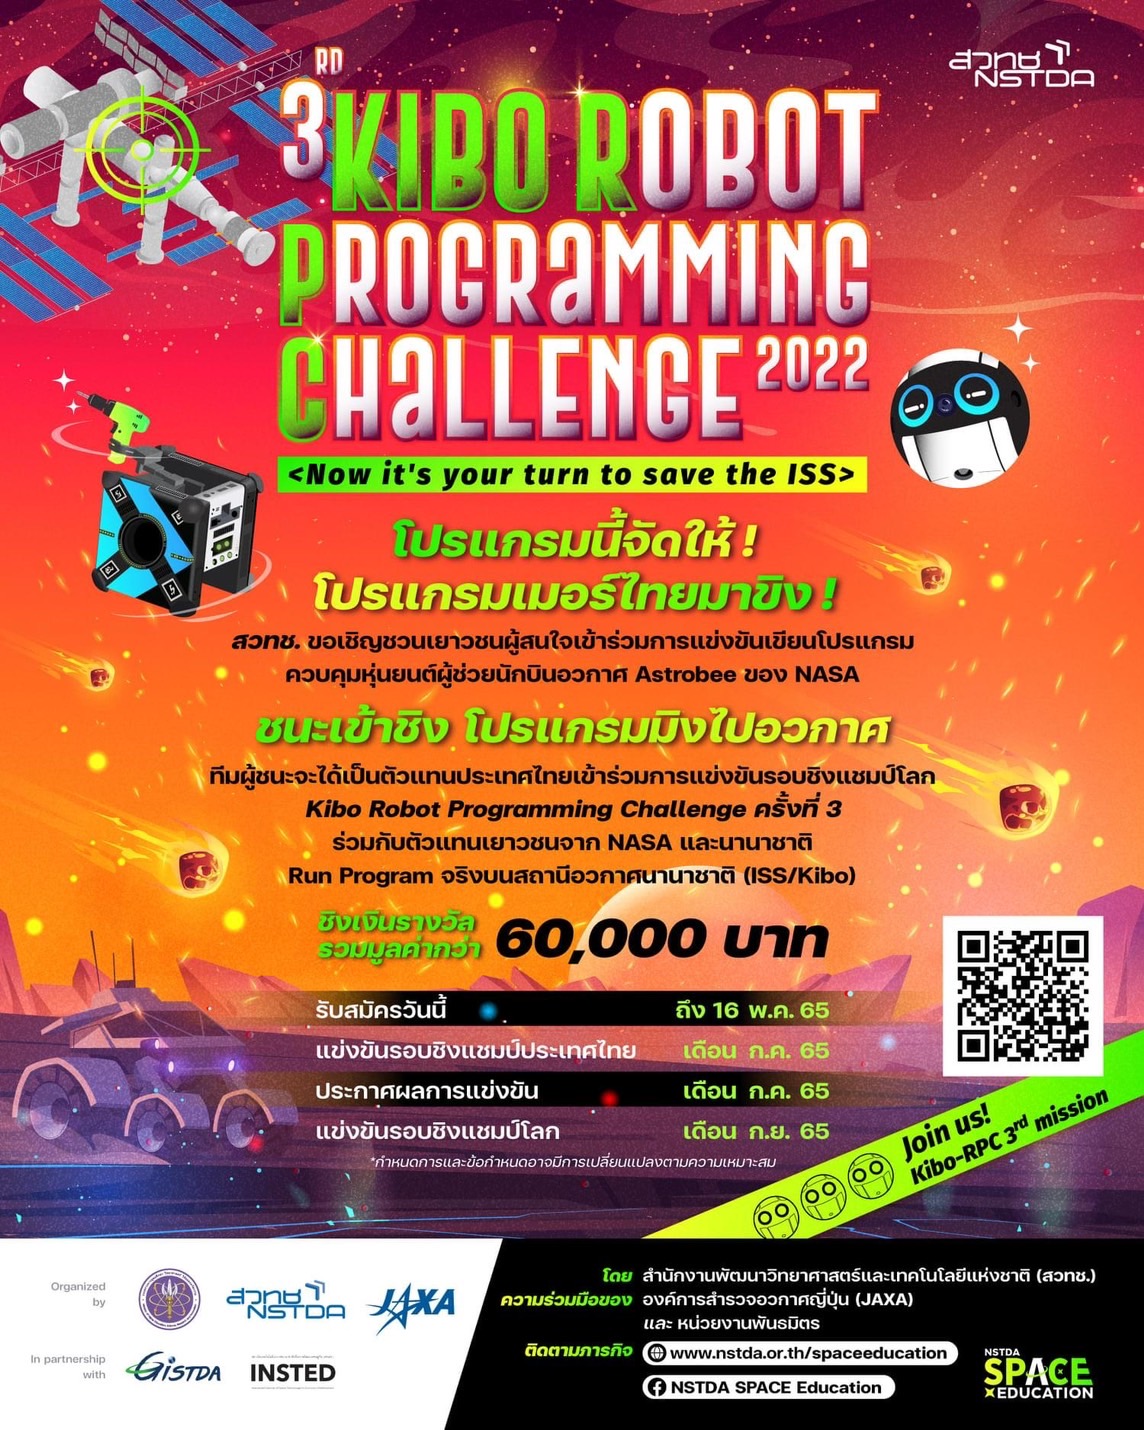 สวทช
NSTDA
3RD KIBO ROBOT
PROGRAMMING
CHALLENGE 2022
<Now it's your turn to save the ISS>
โปรแกรมนี้จัดให้ !
โปรแกรมเมอร์ไทยมาขิง !
สวทช. ขอเชิญชวนเยาวชนผู้สนใจเข้าร่วมการแข่งขันเขียนโปรแกรม
ควบคุมหุ่นยนต์ผู้ช่วยนักบินอวกาศ Astrobee ของ NASA
ชนะเข้าชิง โปรแกรมมิงไปอวกาศ
ทีมผู้ชนะจะได้เป็นตัวแทนประเทศไทยเข้าร่วมการแข่งขันรอบชิงแชมป์โลก
Kibo Robot Programming Challenge ครั้งที่ 3
ร่วมกับตัวแทนเยาวชนจาก NASA และนานาชาติ
Run Program จริงบนสถานีอวกาศนานาชาติ (ISS/Kibo)
ชิงเงินรางวัล
รวมมูลค่ากว่า 60,000 บาท
รับสมัครวันนี้ ถึง 16 พ.ค. 65
แข่งขันรอบชิงแชมป์ประเทศไทย เดือน ก.ค. 65
ประกาศผลการแข่งขัน เดือน ก.ค. 65
แข่งขันรอบชิงแชมป์โลก เดือน ก.ย. 65
*กำหนดการและข้อกำหนดอาจมีการเปลี่ยนแปลงตามความเหมาะสม
Join us!
Kibo-RPC 3rd mission
Organized
by
สวทช
NSTDA
JAXA
In partnership
with
GISTDA
INSTED
โดย สำนักงานพัฒนาวิทยาศาสตร์และเทคโนโลยีแห่งชาติ (สวทช.)
ความร่วมมือของ องค์การสำรวจอวกาศญี่ปุ่น (JAXA)
และ หน่วยงานพันธมิตร
ติดตามภารกิจ www.nstda.or.th/spaceeducation
NSTDA SPACE Education
NSTDA
SPACE
EDUCATION